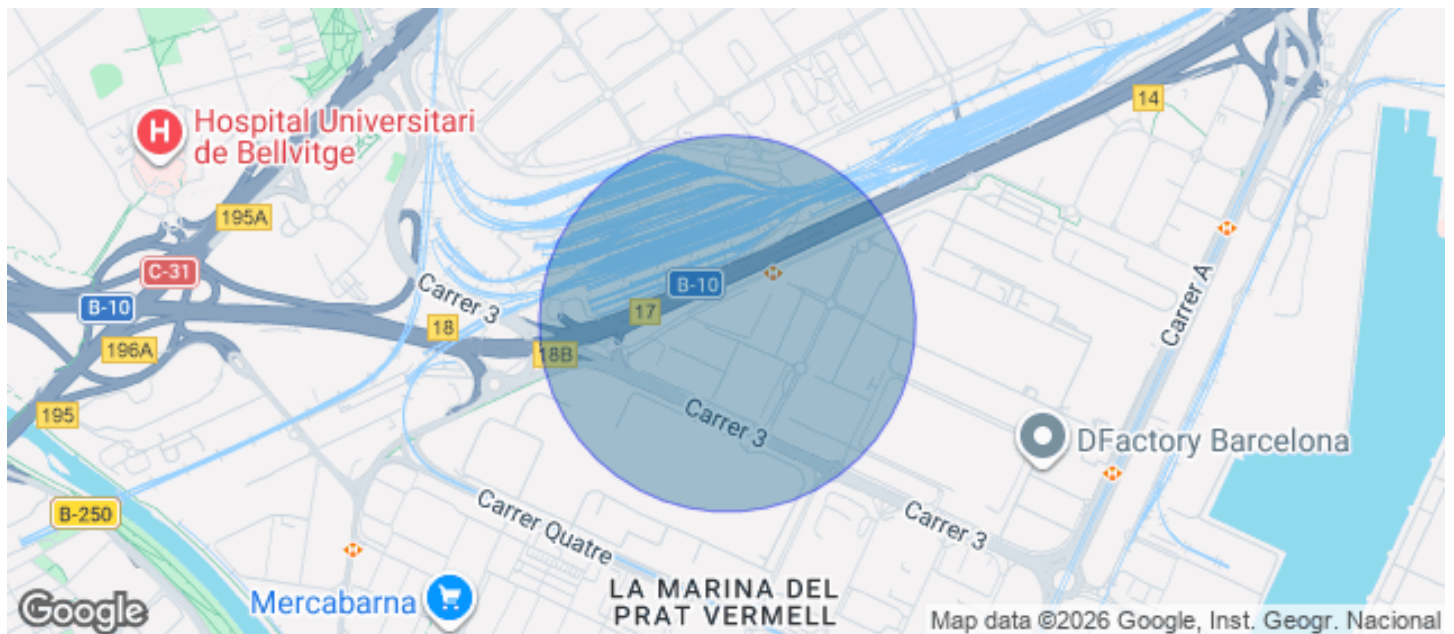 14
Hospital Universitari
de Bellvitge
H
195A
C-31
B-10
Carrer 3
B-10
17
18
18B
196A
Carrer A
195
Carrer 3
DFactory Barcelona
B-250
Carrer Quatre
Carrer 3
LA MARINA DEL
PRAT VERMELL
Mercabarna
Google
Map data ©2026 Google, Inst. Geogr. Nacional